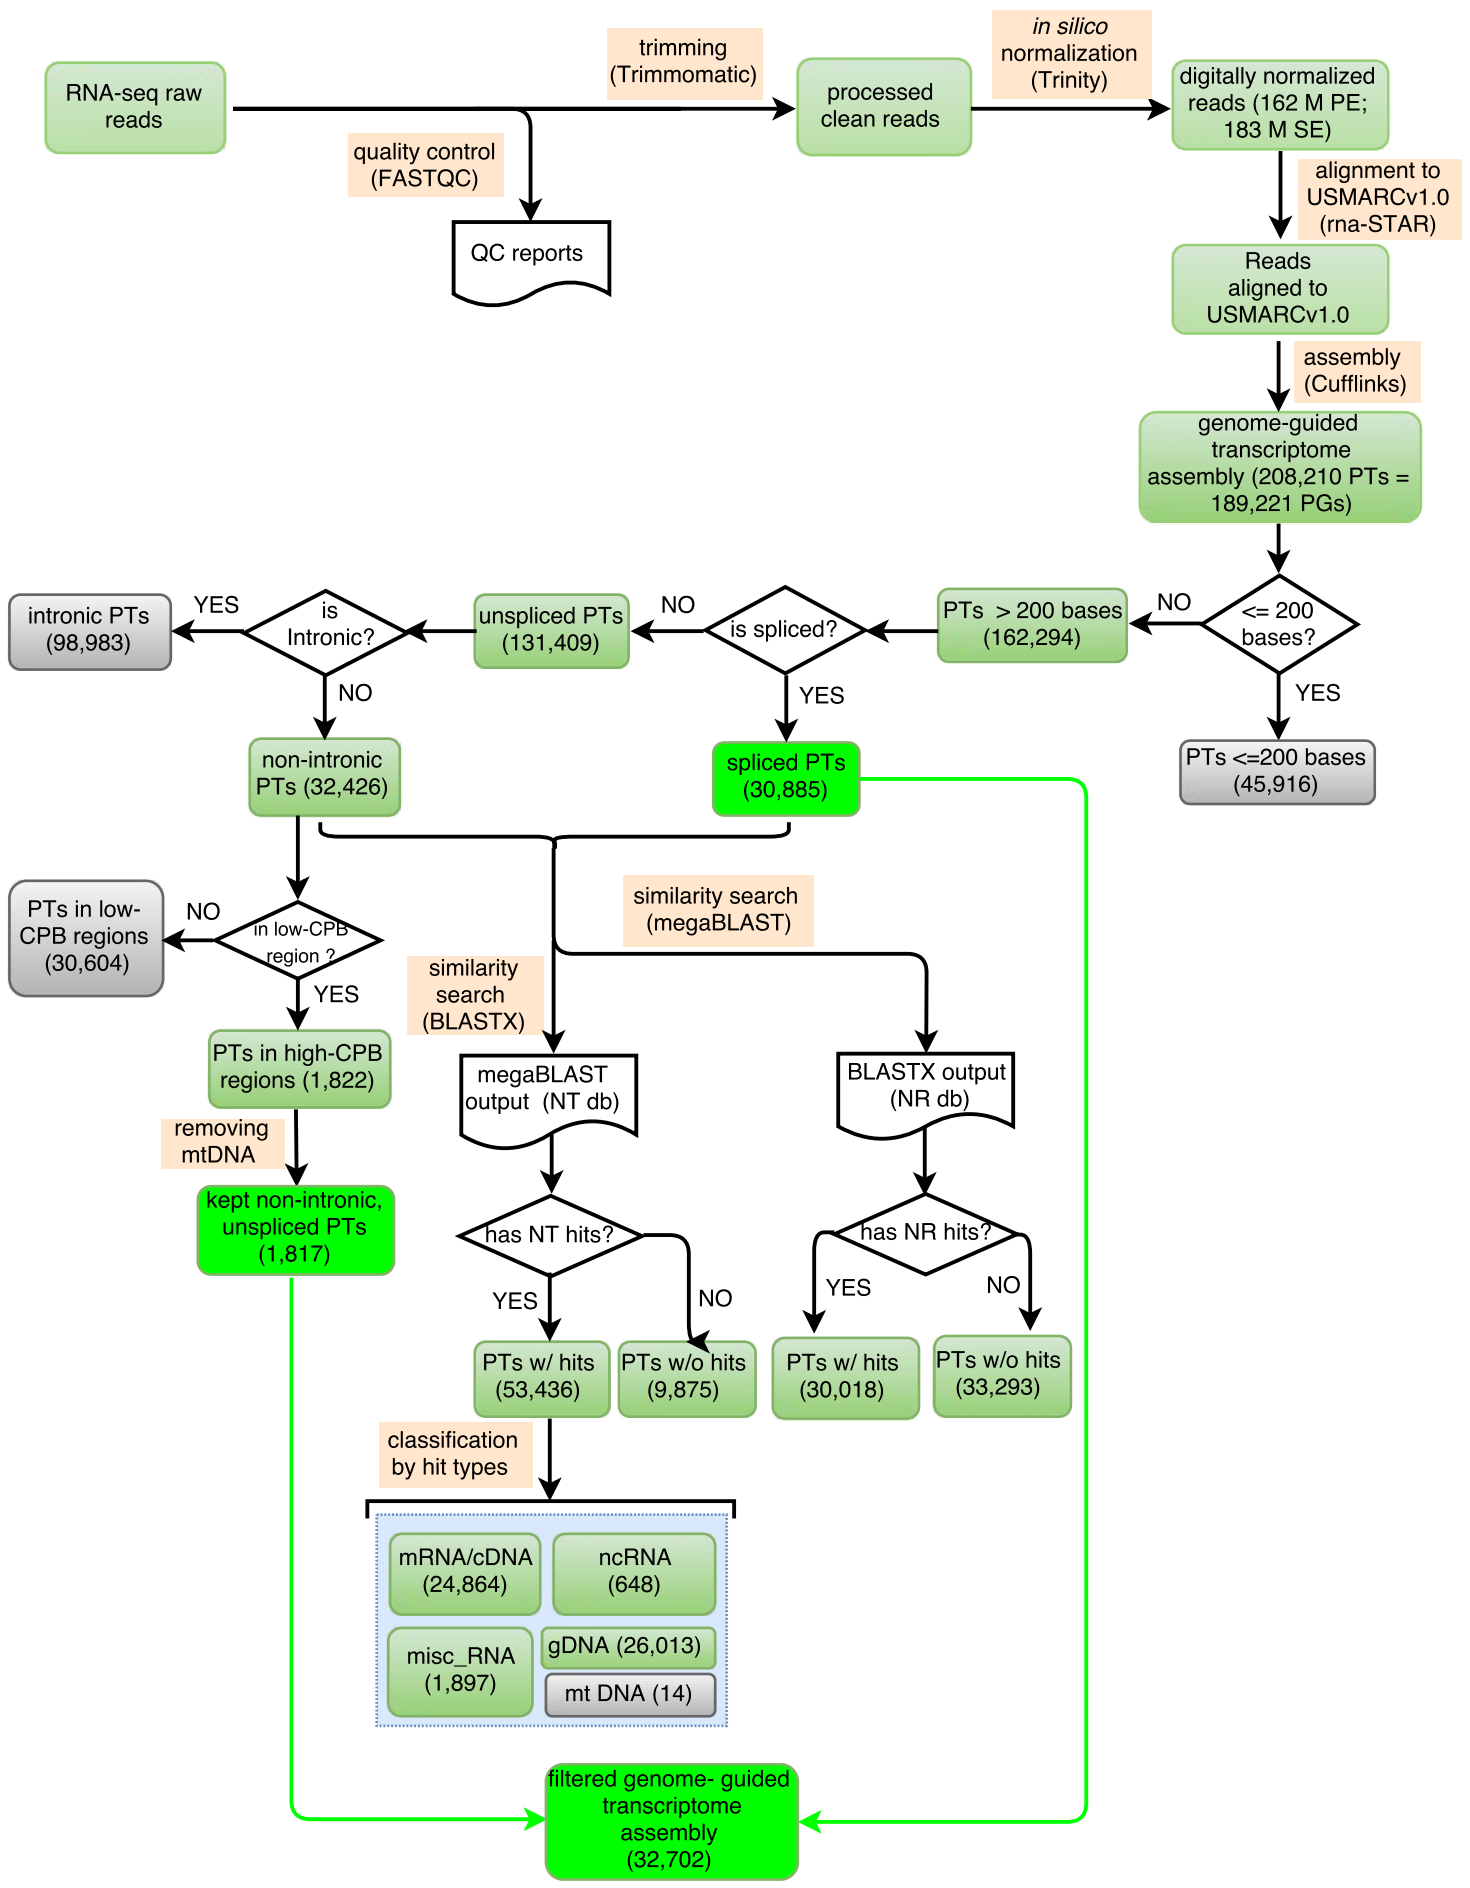 RNA-seq raw
reads
trimming
(Trimmomatic)
processed
clean reads
in silico
normalization
(Trinity)
digitally normalized
reads (162 M PE;
183 M SE)
quality control
(FASTQC)
QC reports
alignment to
USMARCv1.0
(rna-STAR)
Reads
aligned to
USMARCv1.0
assembly
(Cufflinks)
genome-guided
transcriptome
assembly (208,210 PTs =
189,221 PGs)
<= 200
bases?
NO
YES
PTs <=200 bases
(45,916)
PTs > 200 bases
(162,294)
is spliced?
NO
YES
spliced PTs
(30,885)
unspliced PTs
(131,409)
is
Intronic?
YES
NO
intronic PTs
(98,983)
non-intronic
PTs (32,426)
in low-CPB
region ?
NO
YES
PTs in low-
CPB regions
(30,604)
PTs in high-CPB
regions (1,822)
removing
mtDNA
kept non-intronic,
unspliced PTs
(1,817)
similarity search
(megaBLAST)
similarity
search
(BLASTX)
megaBLAST
output (NT db)
BLASTX output
(NR db)
has NT hits?
YES
NO
has NR hits?
YES
NO
PTs w/ hits
(53,436)
PTs w/o hits
(9,875)
PTs w/ hits
(30,018)
PTs w/o hits
(33,293)
classification
by hit types
mRNA/cDNA
(24,864)
ncRNA
(648)
misc_RNA
(1,897)
gDNA (26,013)
mt DNA (14)
filtered genome- guided
transcriptome
assembly
(32,702)